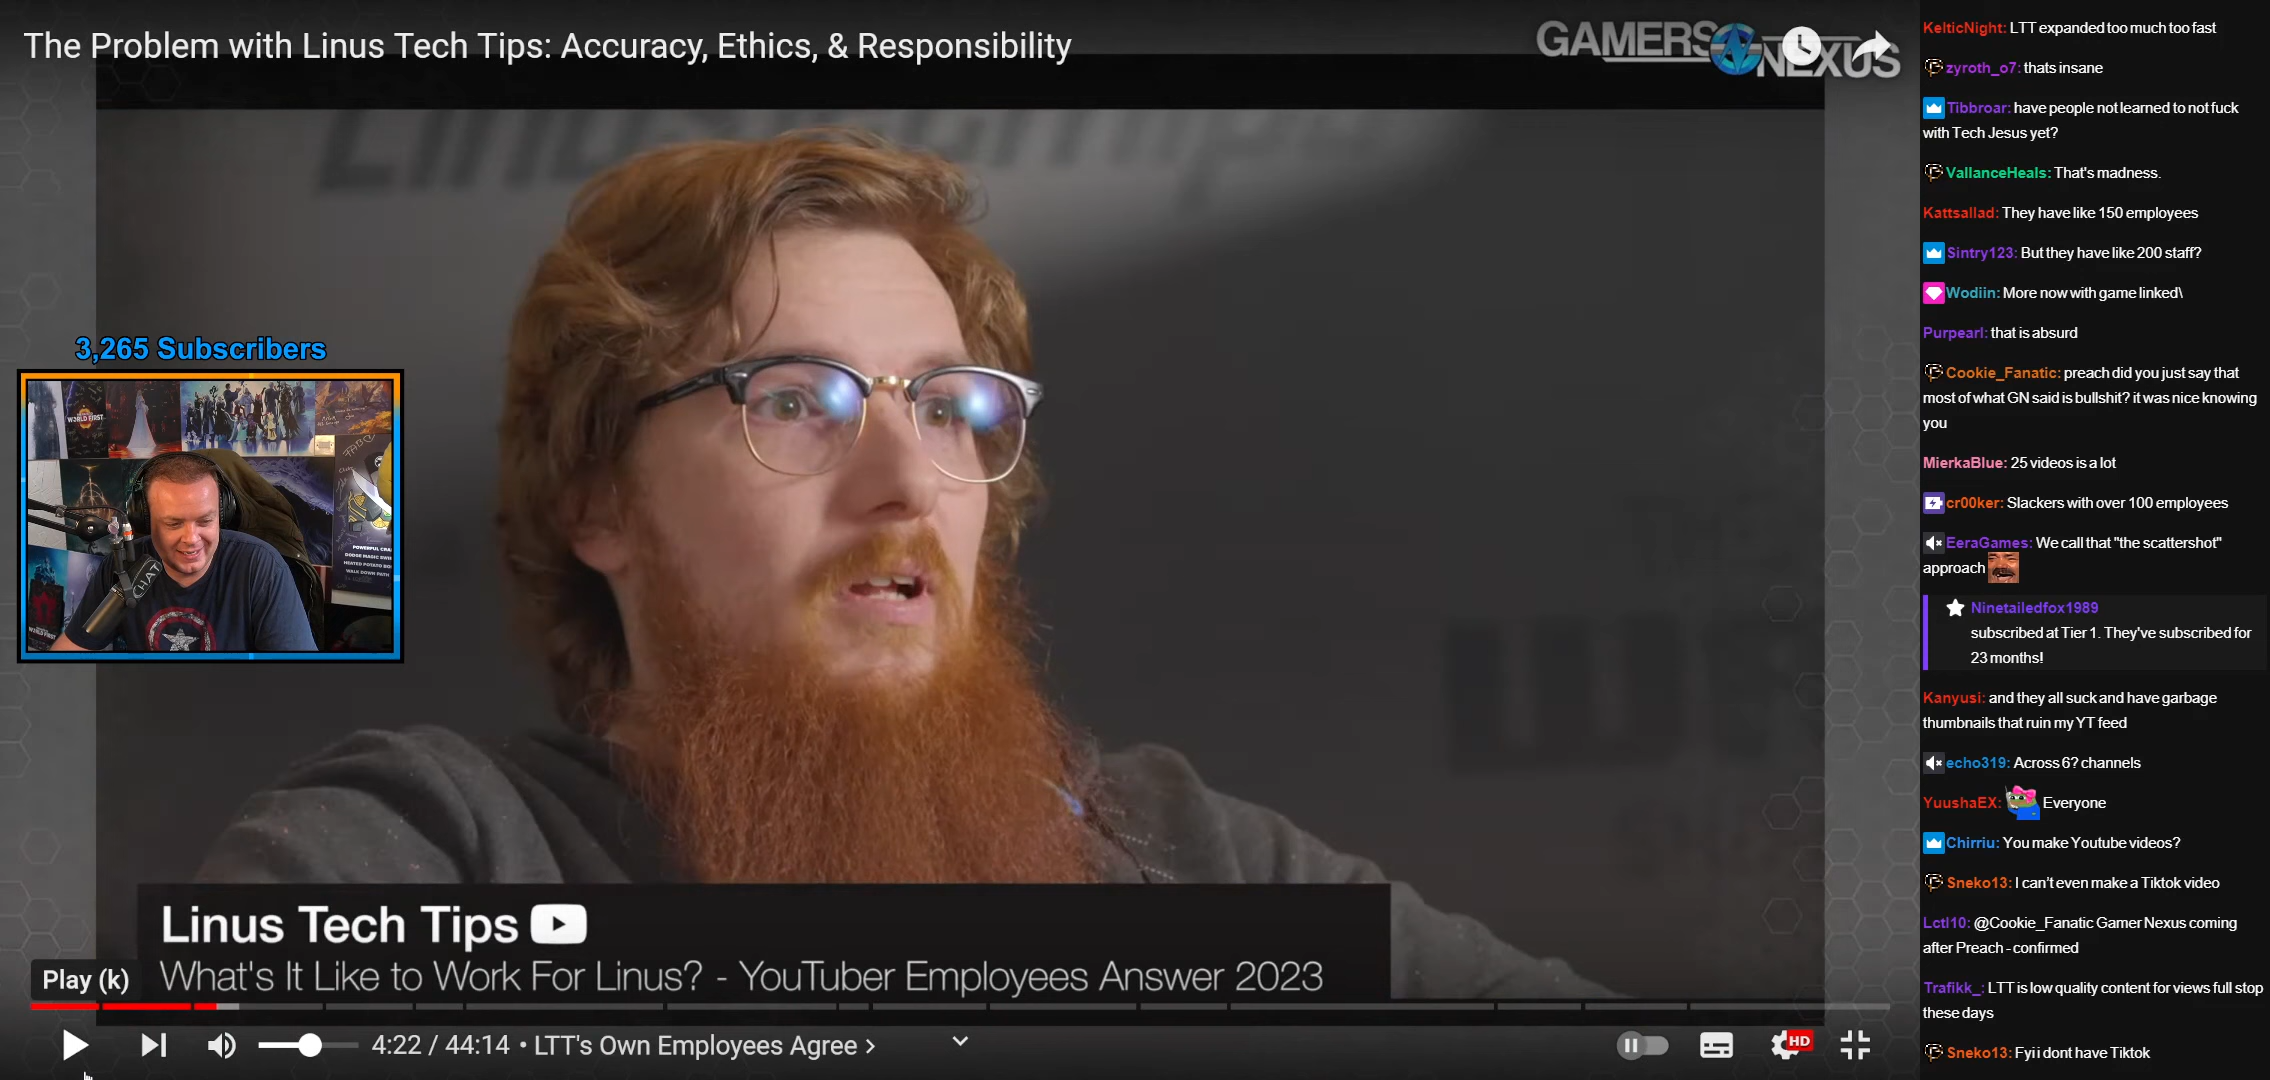 The Problem with Linus Tech Tips: Accuracy, Ethics, & Responsibility
GAMERS NEXUS
3,265 Subscribers
WORLD FIRST
CHAT
Linus Tech Tips
What's It Like to Work For Linus? - YouTuber Employees Answer 2023
Play (k)
4:22 / 44:14 • LTT's Own Employees Agree >
HD
KelticNight: LTT expanded too much too fast
zyroth_o7: thats insane
Tibbroar: have people not learned to not fuck
with Tech Jesus yet?
VallanceHeals: That's madness.
Kattsallad: They have like 150 employees
Sintry123: But they have like 200 staff?
Wodiin: More now with game linked\
Purpearl: that is absurd
Cookie_Fanatic: preach did you just say that
most of what GN said is bullshit? it was nice knowing
you
MierkaBlue: 25 videos is a lot
cr00ker: Slackers with over 100 employees
EeraGames: We call that "the scattershot"
approach
Ninetailedfox1989
subscribed at Tier 1. They've subscribed for
23 months!
Kanyusi: and they all suck and have garbage
thumbnails that ruin my YT feed
echo319: Across 6? channels
YuushaEX: Everyone
Chirriu: You make Youtube videos?
Sneko13: I can't even make a Tiktok video
Lctl10: @Cookie_Fanatic Gamer Nexus coming
after Preach - confirmed
Trafikk_: LTT is low quality content for views full stop
these days
Sneko13: Fyi i dont have Tiktok